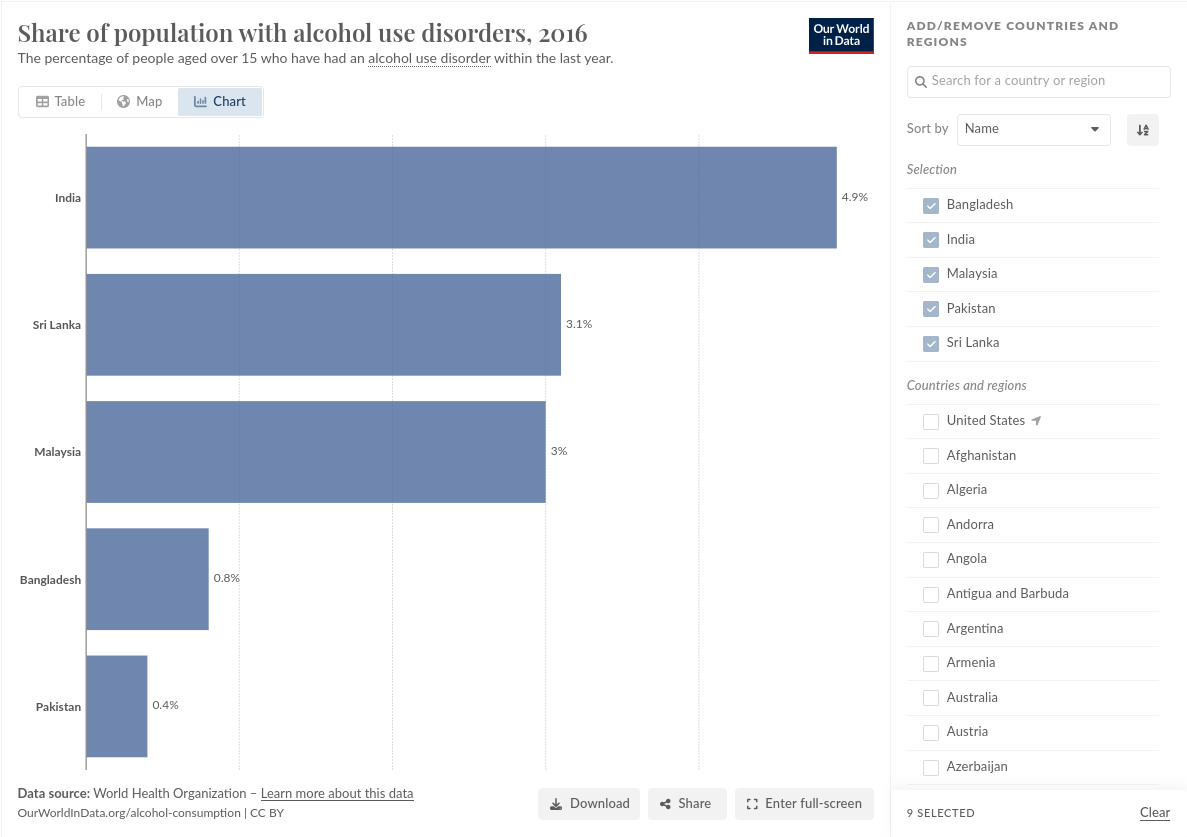 Share of population with alcohol use disorders, 2016
The percentage of people aged over 15 who have had an alcohol use disorder within the last year.
Our World
in Data
Table
Map
Chart
India
4.9%
Sri Lanka
3.1%
Malaysia
3%
Bangladesh
0.8%
Pakistan
0.4%
Data source: World Health Organization – Learn more about this data
OurWorldInData.org/alcohol-consumption | CC BY
Download
Share
Enter full-screen
ADD/REMOVE COUNTRIES AND
REGIONS
Search for a country or region
Sort by
Name
Selection
Bangladesh
India
Malaysia
Pakistan
Sri Lanka
Countries and regions
United States
Afghanistan
Algeria
Andorra
Angola
Antigua and Barbuda
Argentina
Armenia
Australia
Austria
Azerbaijan
9 SELECTED
Clear